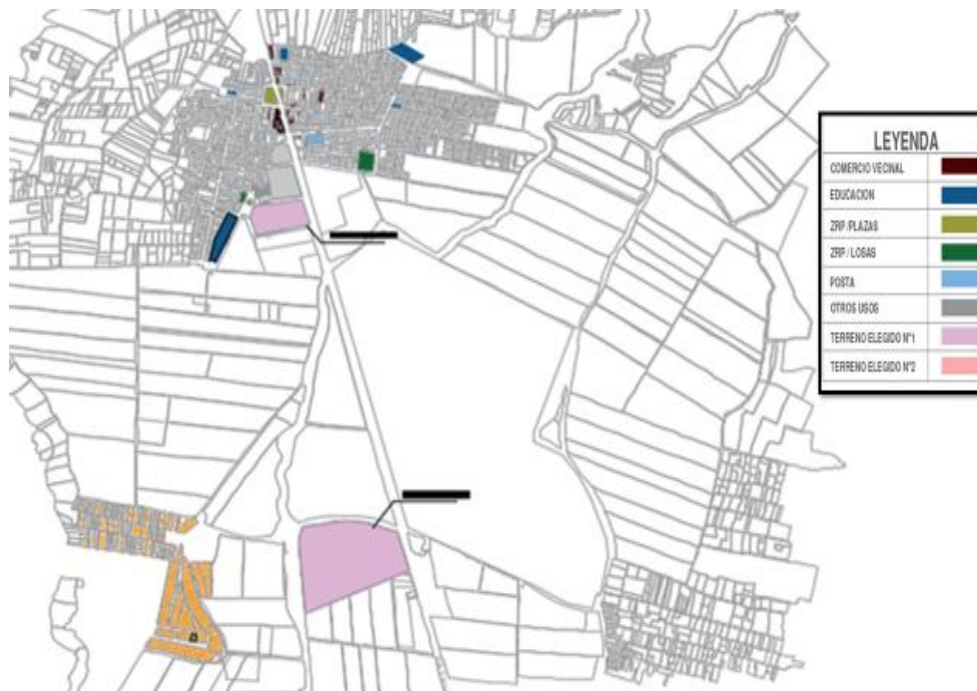 LEYENDA
COMERCIO VECINAL
EDUCACION
ZRP /PLAZAS
ZRP / LOSAS
POSTA
OTROS USOS
TERRENO ELEGIDO N°1
TERRENO ELEGIDO N°2